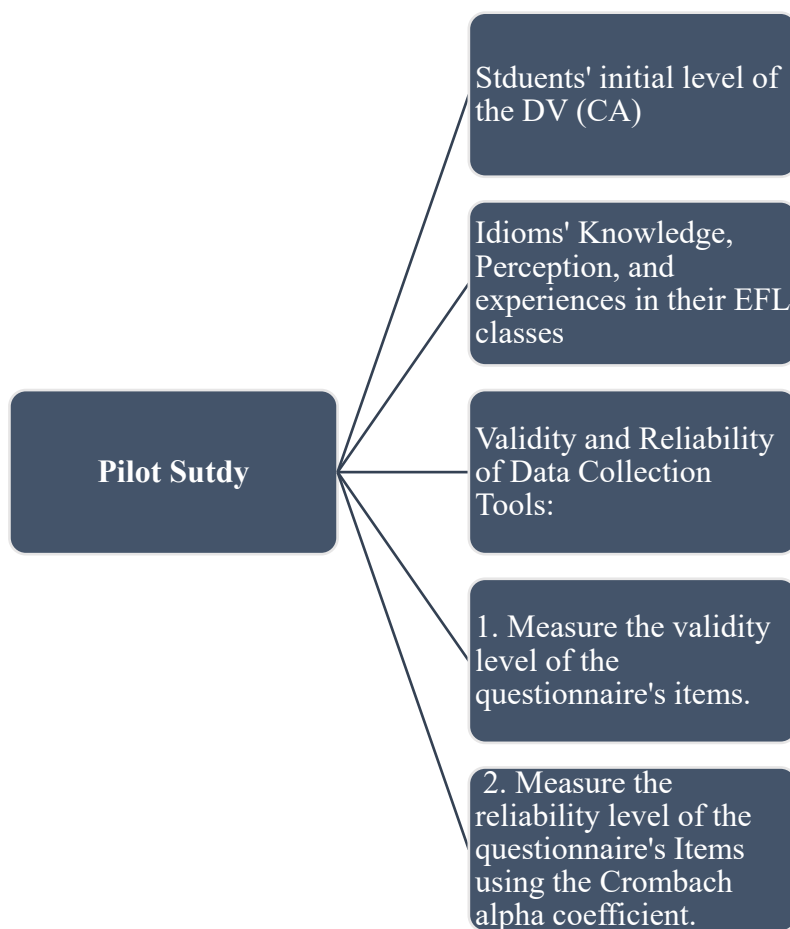 Stduents' initial level of
the DV (CA)
Idioms' Knowledge,
Perception, and
experiences in their EFL
classes
Pilot Sutdy
Validity and Reliability
of Data Collection
Tools:
1. Measure the validity
level of the
questionnaire's items.
2. Measure the
reliability level of the
questionnaire's Items
using the Crombach
alpha coefficient.